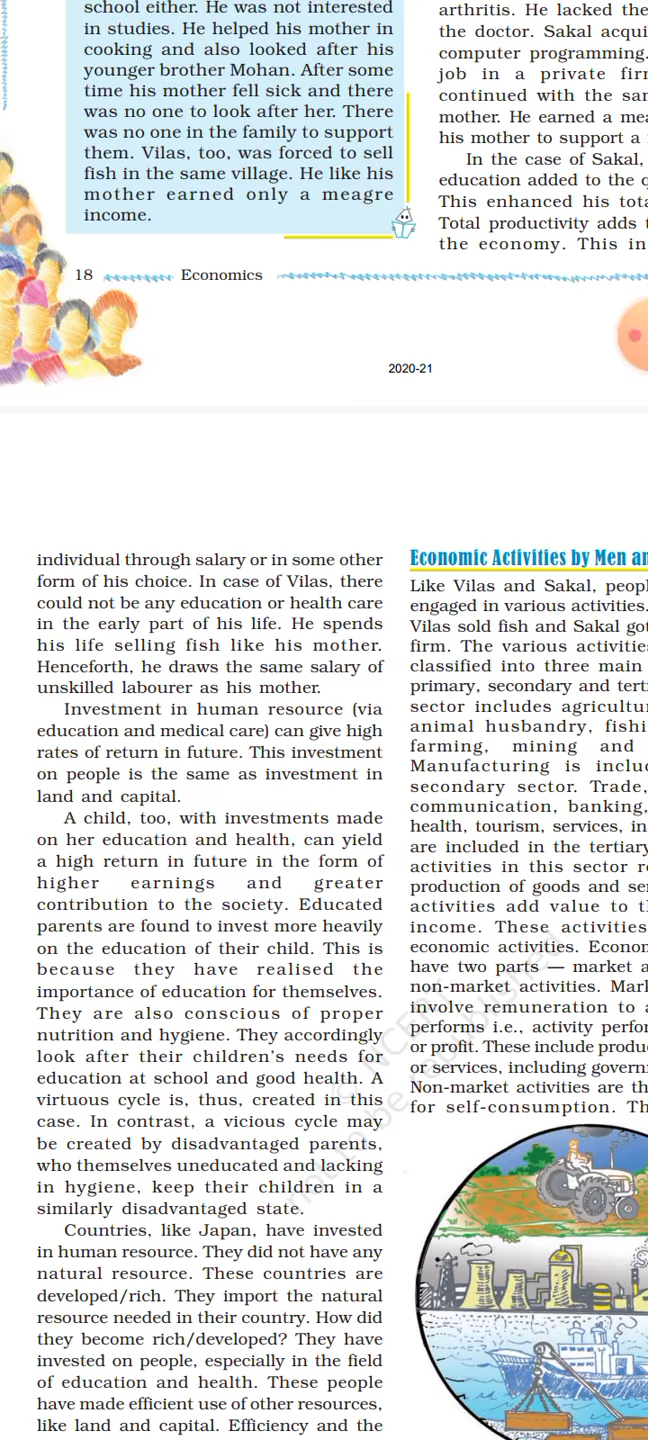 school either. He was not interested
in studies. He helped his mother in
cooking and also looked after his
younger brother Mohan. After some
time his mother fell sick and there
was no one to look after her. There
was no one in the family to support
them. Vilas, too, was forced to sell
fish in the same village. He like his
mother earned only a meagre
income.
arthritis. He lacked the
the doctor. Sakal acqui
computer programming.
job in a private firm
continued with the sam
mother. He earned a mea
his mother to support a
In the case of Sakal,
education added to the q
This enhanced his tota
Total productivity adds t
the economy. This in
18 Economics
2020-21
individual through salary or in some other
form of his choice. In case of Vilas, there
could not be any education or health care
in the early part of his life. He spends
his life selling fish like his mother.
Henceforth, he draws the same salary of
unskilled labourer as his mother.
Investment in human resource (via
education and medical care) can give high
rates of return in future. This investment
on people is the same as investment in
land and capital.
A child, too, with investments made
on her education and health, can yield
a high return in future in the form of
higher earnings and greater
contribution to the society. Educated
parents are found to invest more heavily
on the education of their child. This is
because they have realised the
importance of education for themselves.
They are also conscious of proper
nutrition and hygiene. They accordingly
look after their children's needs for
education at school and good health. A
virtuous cycle is, thus, created in this
case. In contrast, a vicious cycle may
be created by disadvantaged parents,
who themselves uneducated and lacking
in hygiene, keep their children in a
similarly disadvantaged state.
Countries, like Japan, have invested
in human resource. They did not have any
natural resource. These countries are
developed/rich. They import the natural
resource needed in their country. How did
they become rich/developed? They have
invested on people, especially in the field
of education and health. These people
have made efficient use of other resources,
like land and capital. Efficiency and the
Economic Activities by Men an
Like Vilas and Sakal, peopl
engaged in various activities.
Vilas sold fish and Sakal got
firm. The various activities
classified into three main
primary, secondary and terti
sector includes agricultur
animal husbandry, fishi
farming, mining and
Manufacturing is includ
secondary sector. Trade,
communication, banking,
health, tourism, services, in
are included in the tertiary
activities in this sector re
production of goods and ser
activities add value to th
income. These activities
economic activities. Econom
have two parts — market a
non-market activities. Mark
involve remuneration to a
performs i.e., activity perfor
or profit. These include produc
or services, including governm
Non-market activities are th
for self-consumption. Th
© NCERT
not to be republished